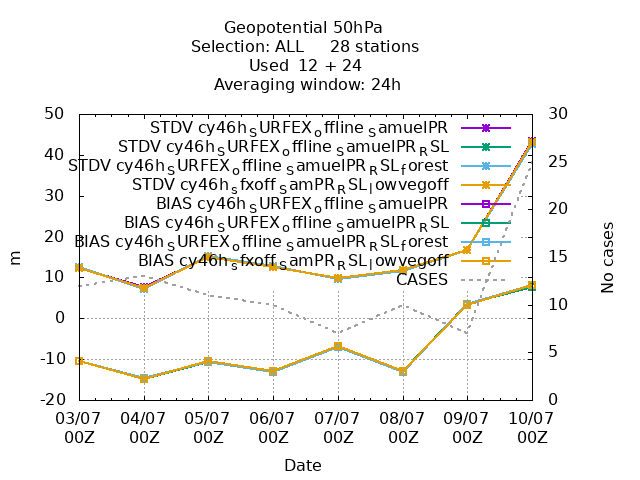 Geopotential 50hPa
Selection: ALL 28 stations
Used 12 + 24
Averaging window: 24h
50
40
30
20
10
0
-10
-20
m
30
25
20
15
10
5
0
No cases
STDV cy46h_SURFEX_offline_SamuelPR
STDV cy46h_SURFEX_offline_SamuelPR_RSL
STDV cy46h_SURFEX_offline_SamuelPR_RSL_forest
STDV cy46h_sfxoff_SamPR_RSL_lowvegoff
BIAS cy46h_SURFEX_offline_SamuelPR
BIAS cy46h_SURFEX_offline_SamuelPR_RSL
BIAS cy46h_SURFEX_offline_SamuelPR_RSL_forest
BIAS cy46h_sfxoff_SamPR_RSL_lowvegoff
CASES
03/07 04/07 05/07 06/07 07/07 08/07 09/07 10/07
00Z 00Z 00Z 00Z 00Z 00Z 00Z 00Z
Date